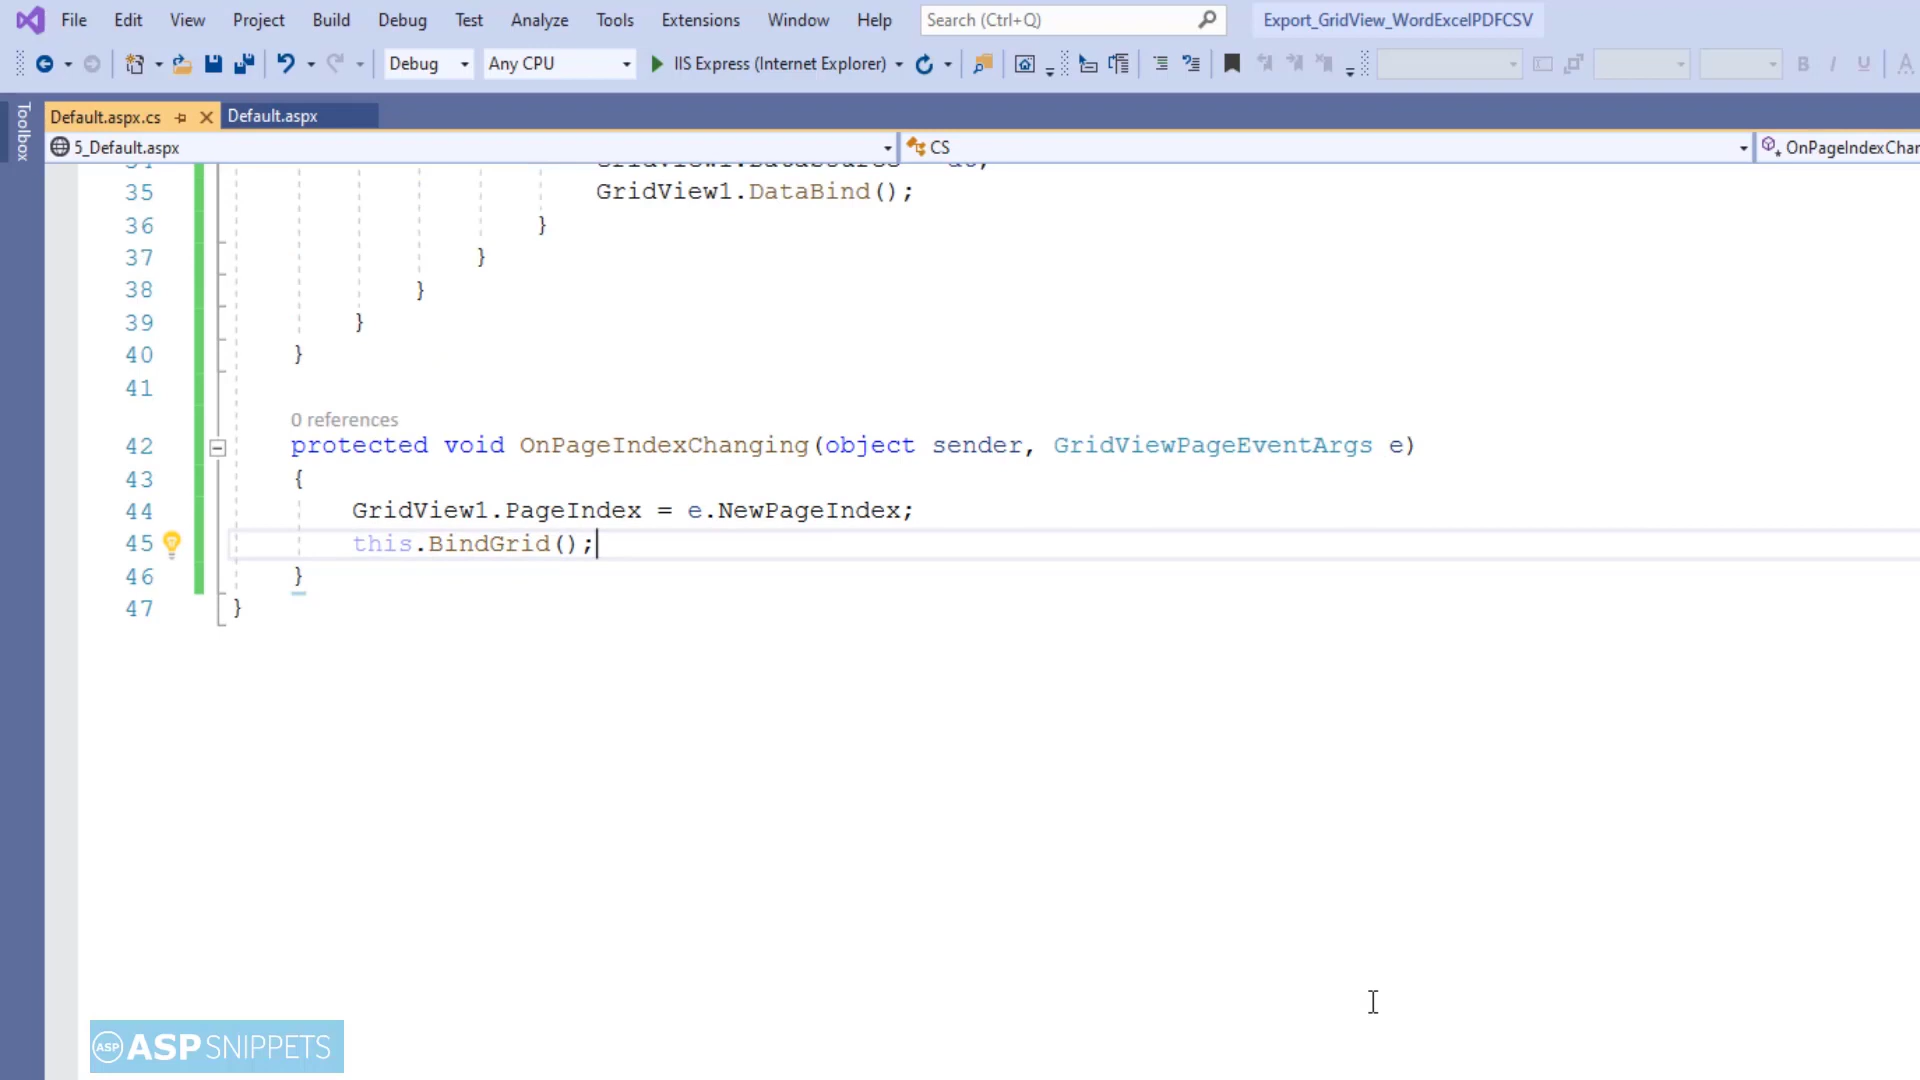 File Edit View Project Build Debug Test Analyze Tools Extensions Window Help Search (Ctrl+Q) Export_GridView_WordExcelPDFCSV
Debug Any CPU IIS Express (Internet Explorer) B I U A
Toolbox
Default.aspx.cs Default.aspx
5_Default.aspx CS OnPageIndexChan
35 GridView1.DataBind();
36 }
37 }
38 }
39 }
40 }
41
0 references
42 protected void OnPageIndexChanging(object sender, GridViewPageEventArgs e)
43 {
44 GridView1.PageIndex = e.NewPageIndex;
45 this.BindGrid();
46 }
47 }
ASP ASPSNIPPETS